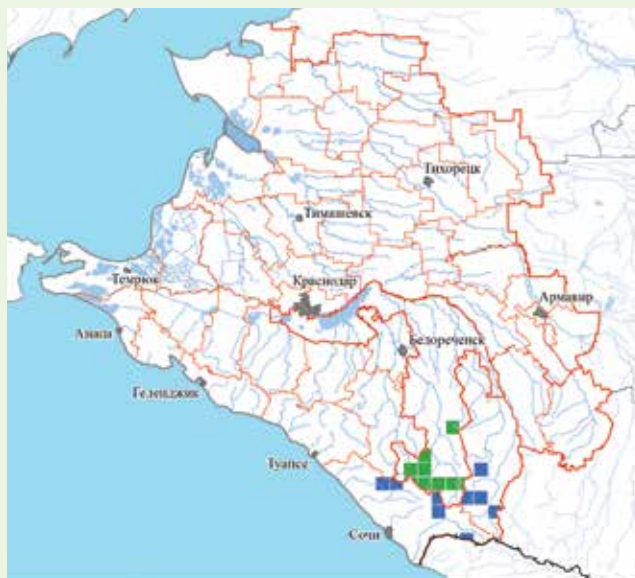 Тихорецк
Тимашевск
Темрюк
Краснодар
Армавир
Анапа
Белореченск
Геленджик
Туапсе
Сочи